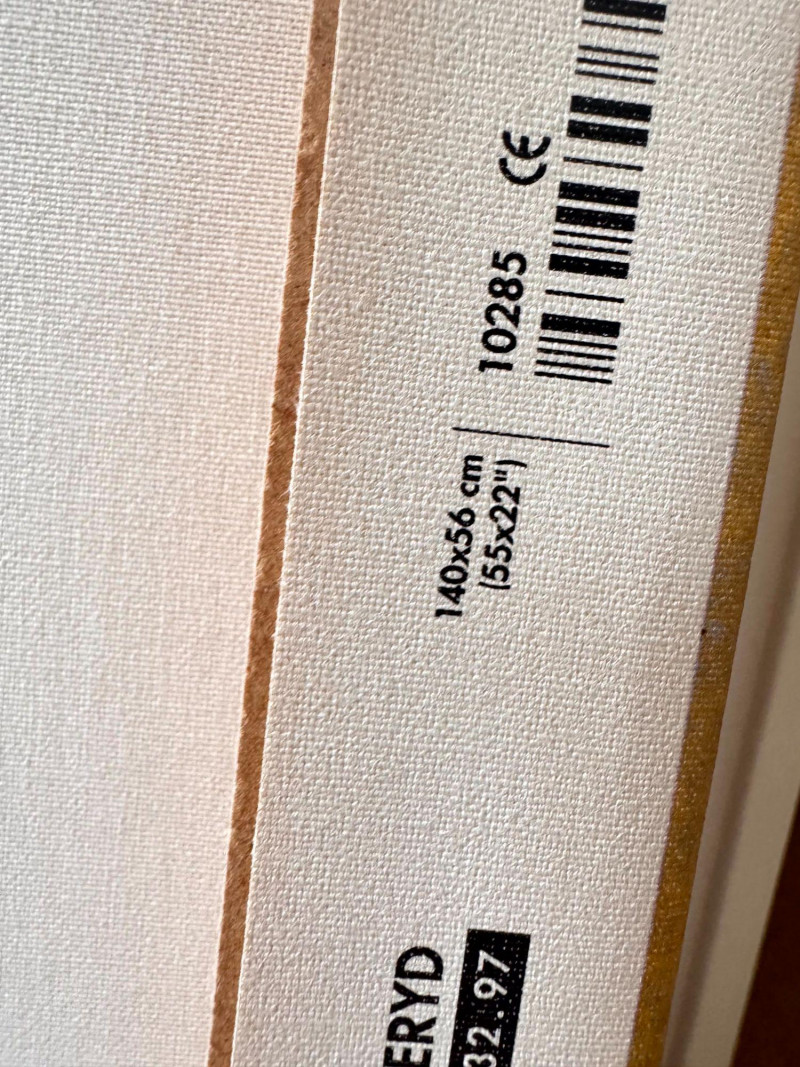 ERYD
32.97
140x56 cm
(55x22")
10285 CE